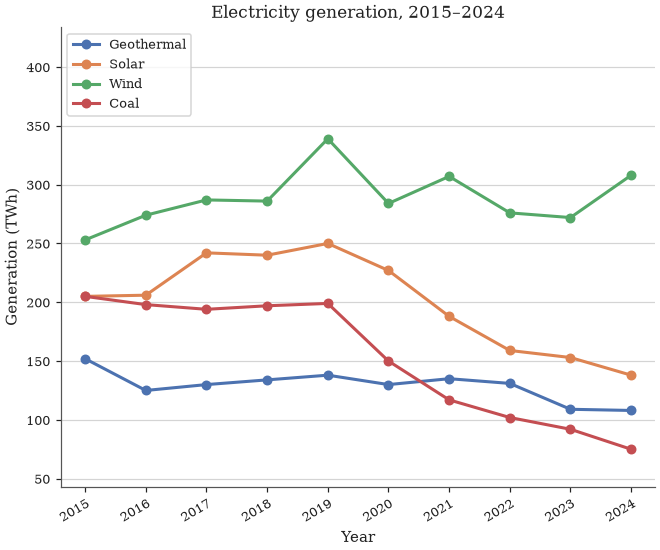 Electricity generation, 2015–2024
Geothermal
Solar
Wind
Coal
Generation (TWh)
400
350
300
250
200
150
100
50
2015
2016
2017
2018
2019
2020
2021
2022
2023
2024
Year